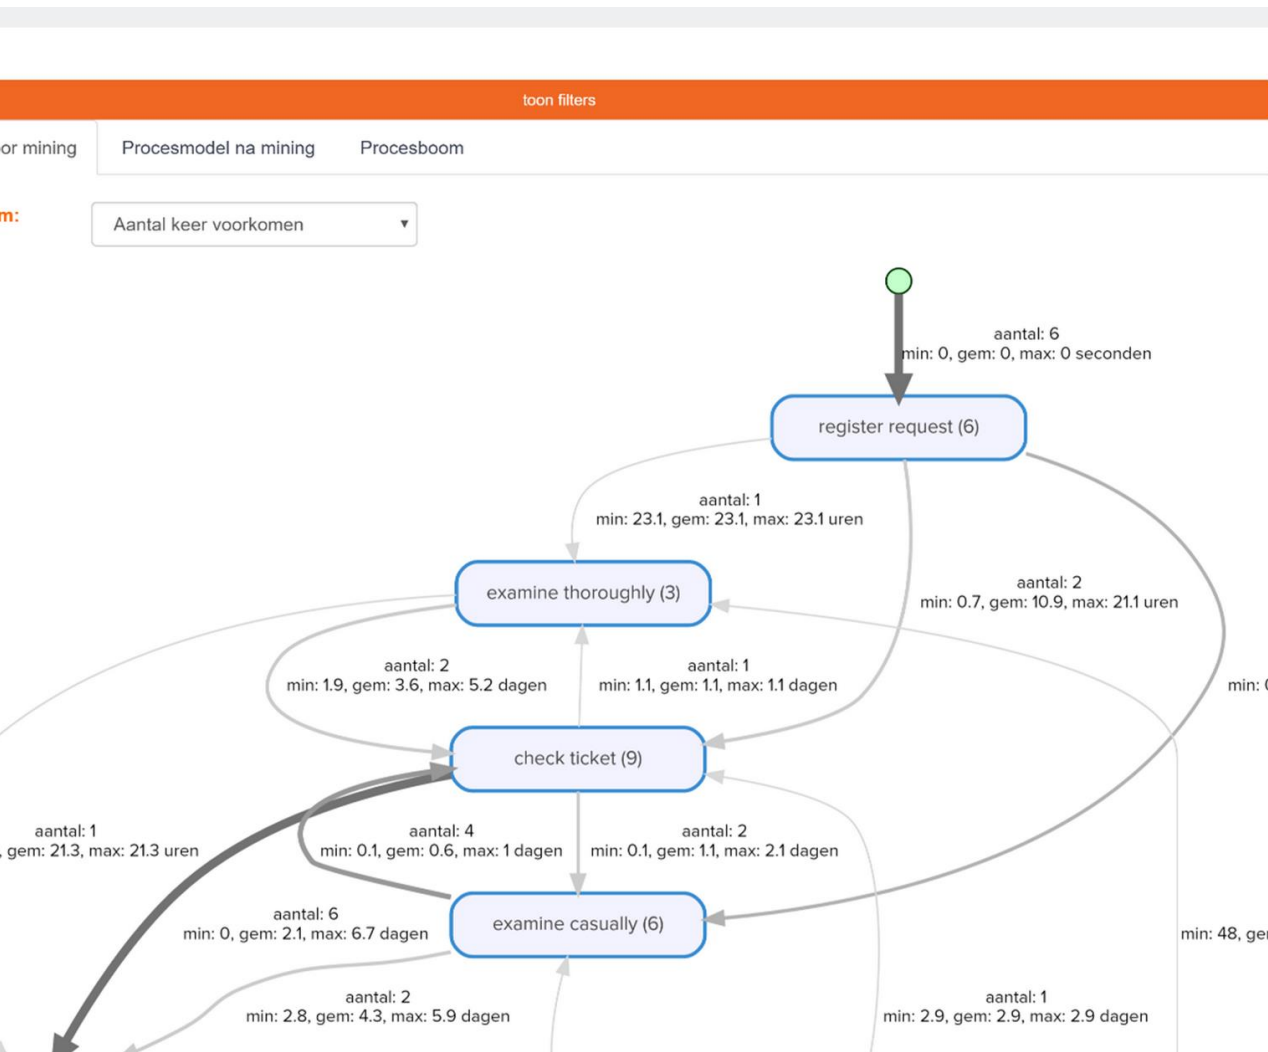 toon filters
or mining Procesmodel na mining Procesboom
m:
Aantal keer voorkomen
aantal: 6
min: 0, gem: 0, max: 0 seconden
register request (6)
aantal: 1
min: 23.1, gem: 23.1, max: 23.1 uren
aantal: 2
min: 0.7, gem: 10.9, max: 21.1 uren
examine thoroughly (3)
aantal: 2
min: 1.9, gem: 3.6, max: 5.2 dagen
aantal: 1
min: 1.1, gem: 1.1, max: 1.1 dagen
min: 0
check ticket (9)
aantal: 1
, gem: 21.3, max: 21.3 uren
aantal: 4
min: 0.1, gem: 0.6, max: 1 dagen
aantal: 2
min: 0.1, gem: 1.1, max: 2.1 dagen
examine casually (6)
aantal: 6
min: 0, gem: 2.1, max: 6.7 dagen
min: 48, ge
aantal: 2
min: 2.8, gem: 4.3, max: 5.9 dagen
aantal: 1
min: 2.9, gem: 2.9, max: 2.9 dagen